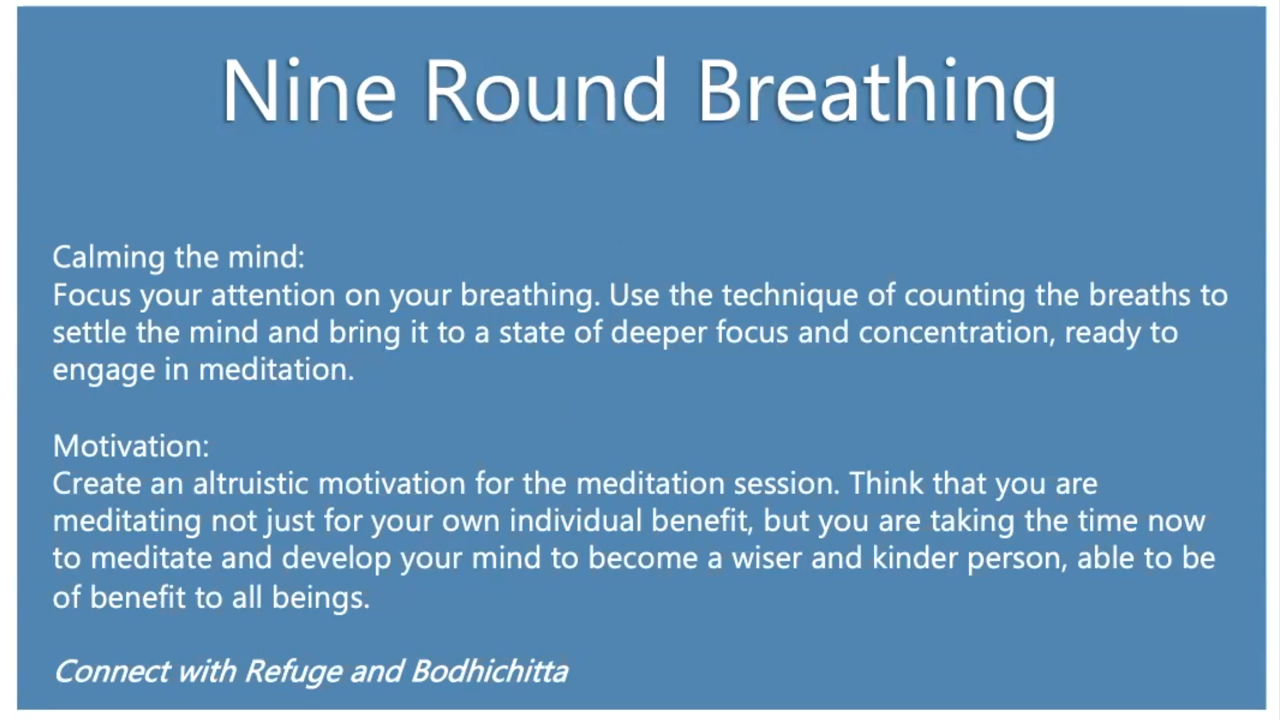 Nine Round Breathing
Calming the mind:
Focus your attention on your breathing. Use the technique of counting the breaths to
settle the mind and bring it to a state of deeper focus and concentration, ready to
engage in meditation.
Motivation:
Create an altruistic motivation for the meditation session. Think that you are
meditating not just for your own individual benefit, but you are taking the time now
to meditate and develop your mind to become a wiser and kinder person, able to be
of benefit to all beings.
Connect with Refuge and Bodhichitta